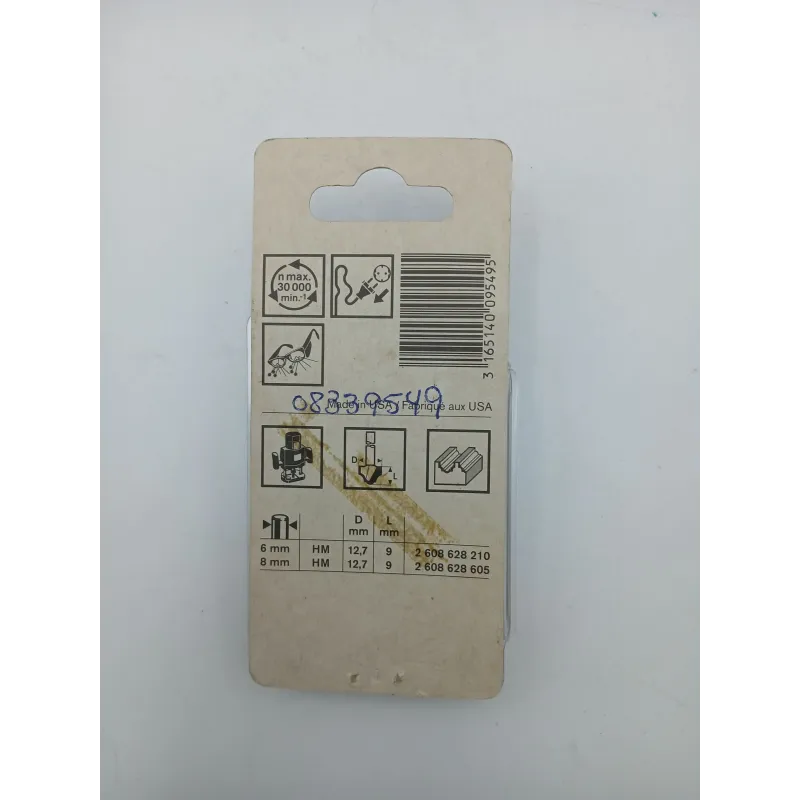 n max.
30 000
min.-¹
3 165140 095495
08339549
Made in USA / Fabriqué aux USA
D
L
D L
mm mm
6 mm HM 12,7 9 2 608 628 210
8 mm HM 12,7 9 2 608 628 605